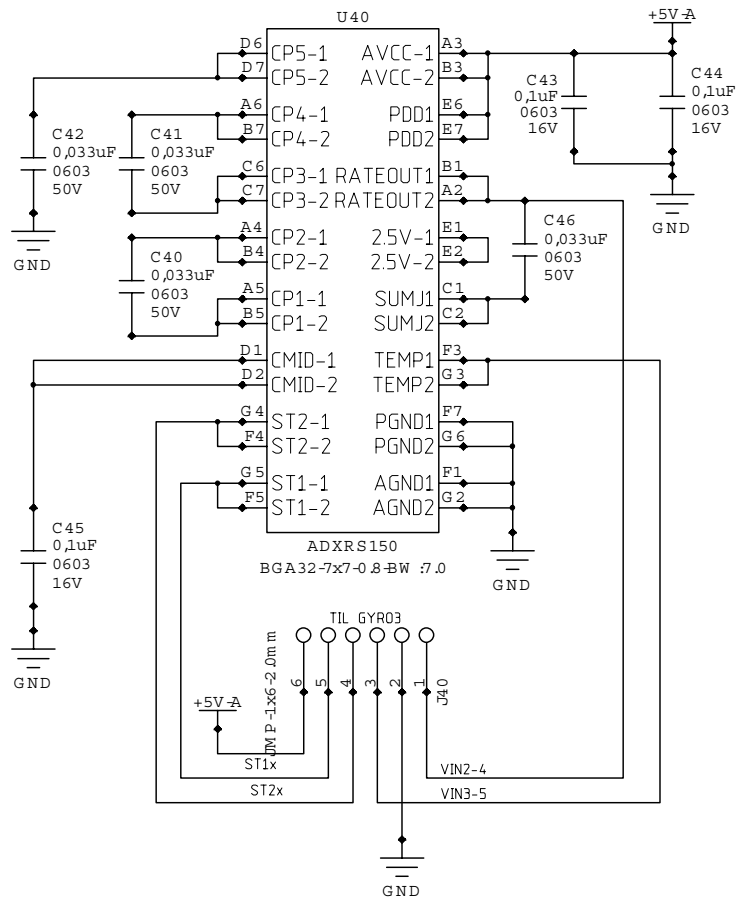 U40
+5V-A
D6 CP5-1 AVCC-1 A3
D7 CP5-2 AVCC-2 B3
A6 CP4-1 PDD1 E6
B7 CP4-2 PDD2 E7
C6 CP3-1 RATEOUT1 B1
C7 CP3-2 RATEOUT2 A2
A4 CP2-1 2.5V-1 E1
B4 CP2-2 2.5V-2 E2
A5 CP1-1 SUMJ1 C1
B5 CP1-2 SUMJ2 C2
D1 CMID-1 TEMP1 F3
D2 CMID-2 TEMP2 G3
G4 ST2-1 PGND1 F7
F4 ST2-2 PGND2 G6
G5 ST1-1 AGND1 F1
F5 ST1-2 AGND2 G2
C42
0,033uF
0603
50V
GND
C41
0,033uF
0603
50V
C40
0,033uF
0603
50V
C43
0,1uF
0603
16V
C44
0,1uF
0603
16V
GND
C46
0,033uF
0603
50V
C45
0,1uF
0603
16V
GND
ADXRS150
BGA32-7x7-0.8-BW:7.0
GND
TIL GYRO3
JMP-1x6-2.0mm
6 5 4 3 2 1
J40
+5V-A
ST1x
ST2x
VIN2-4
VIN3-5
GND